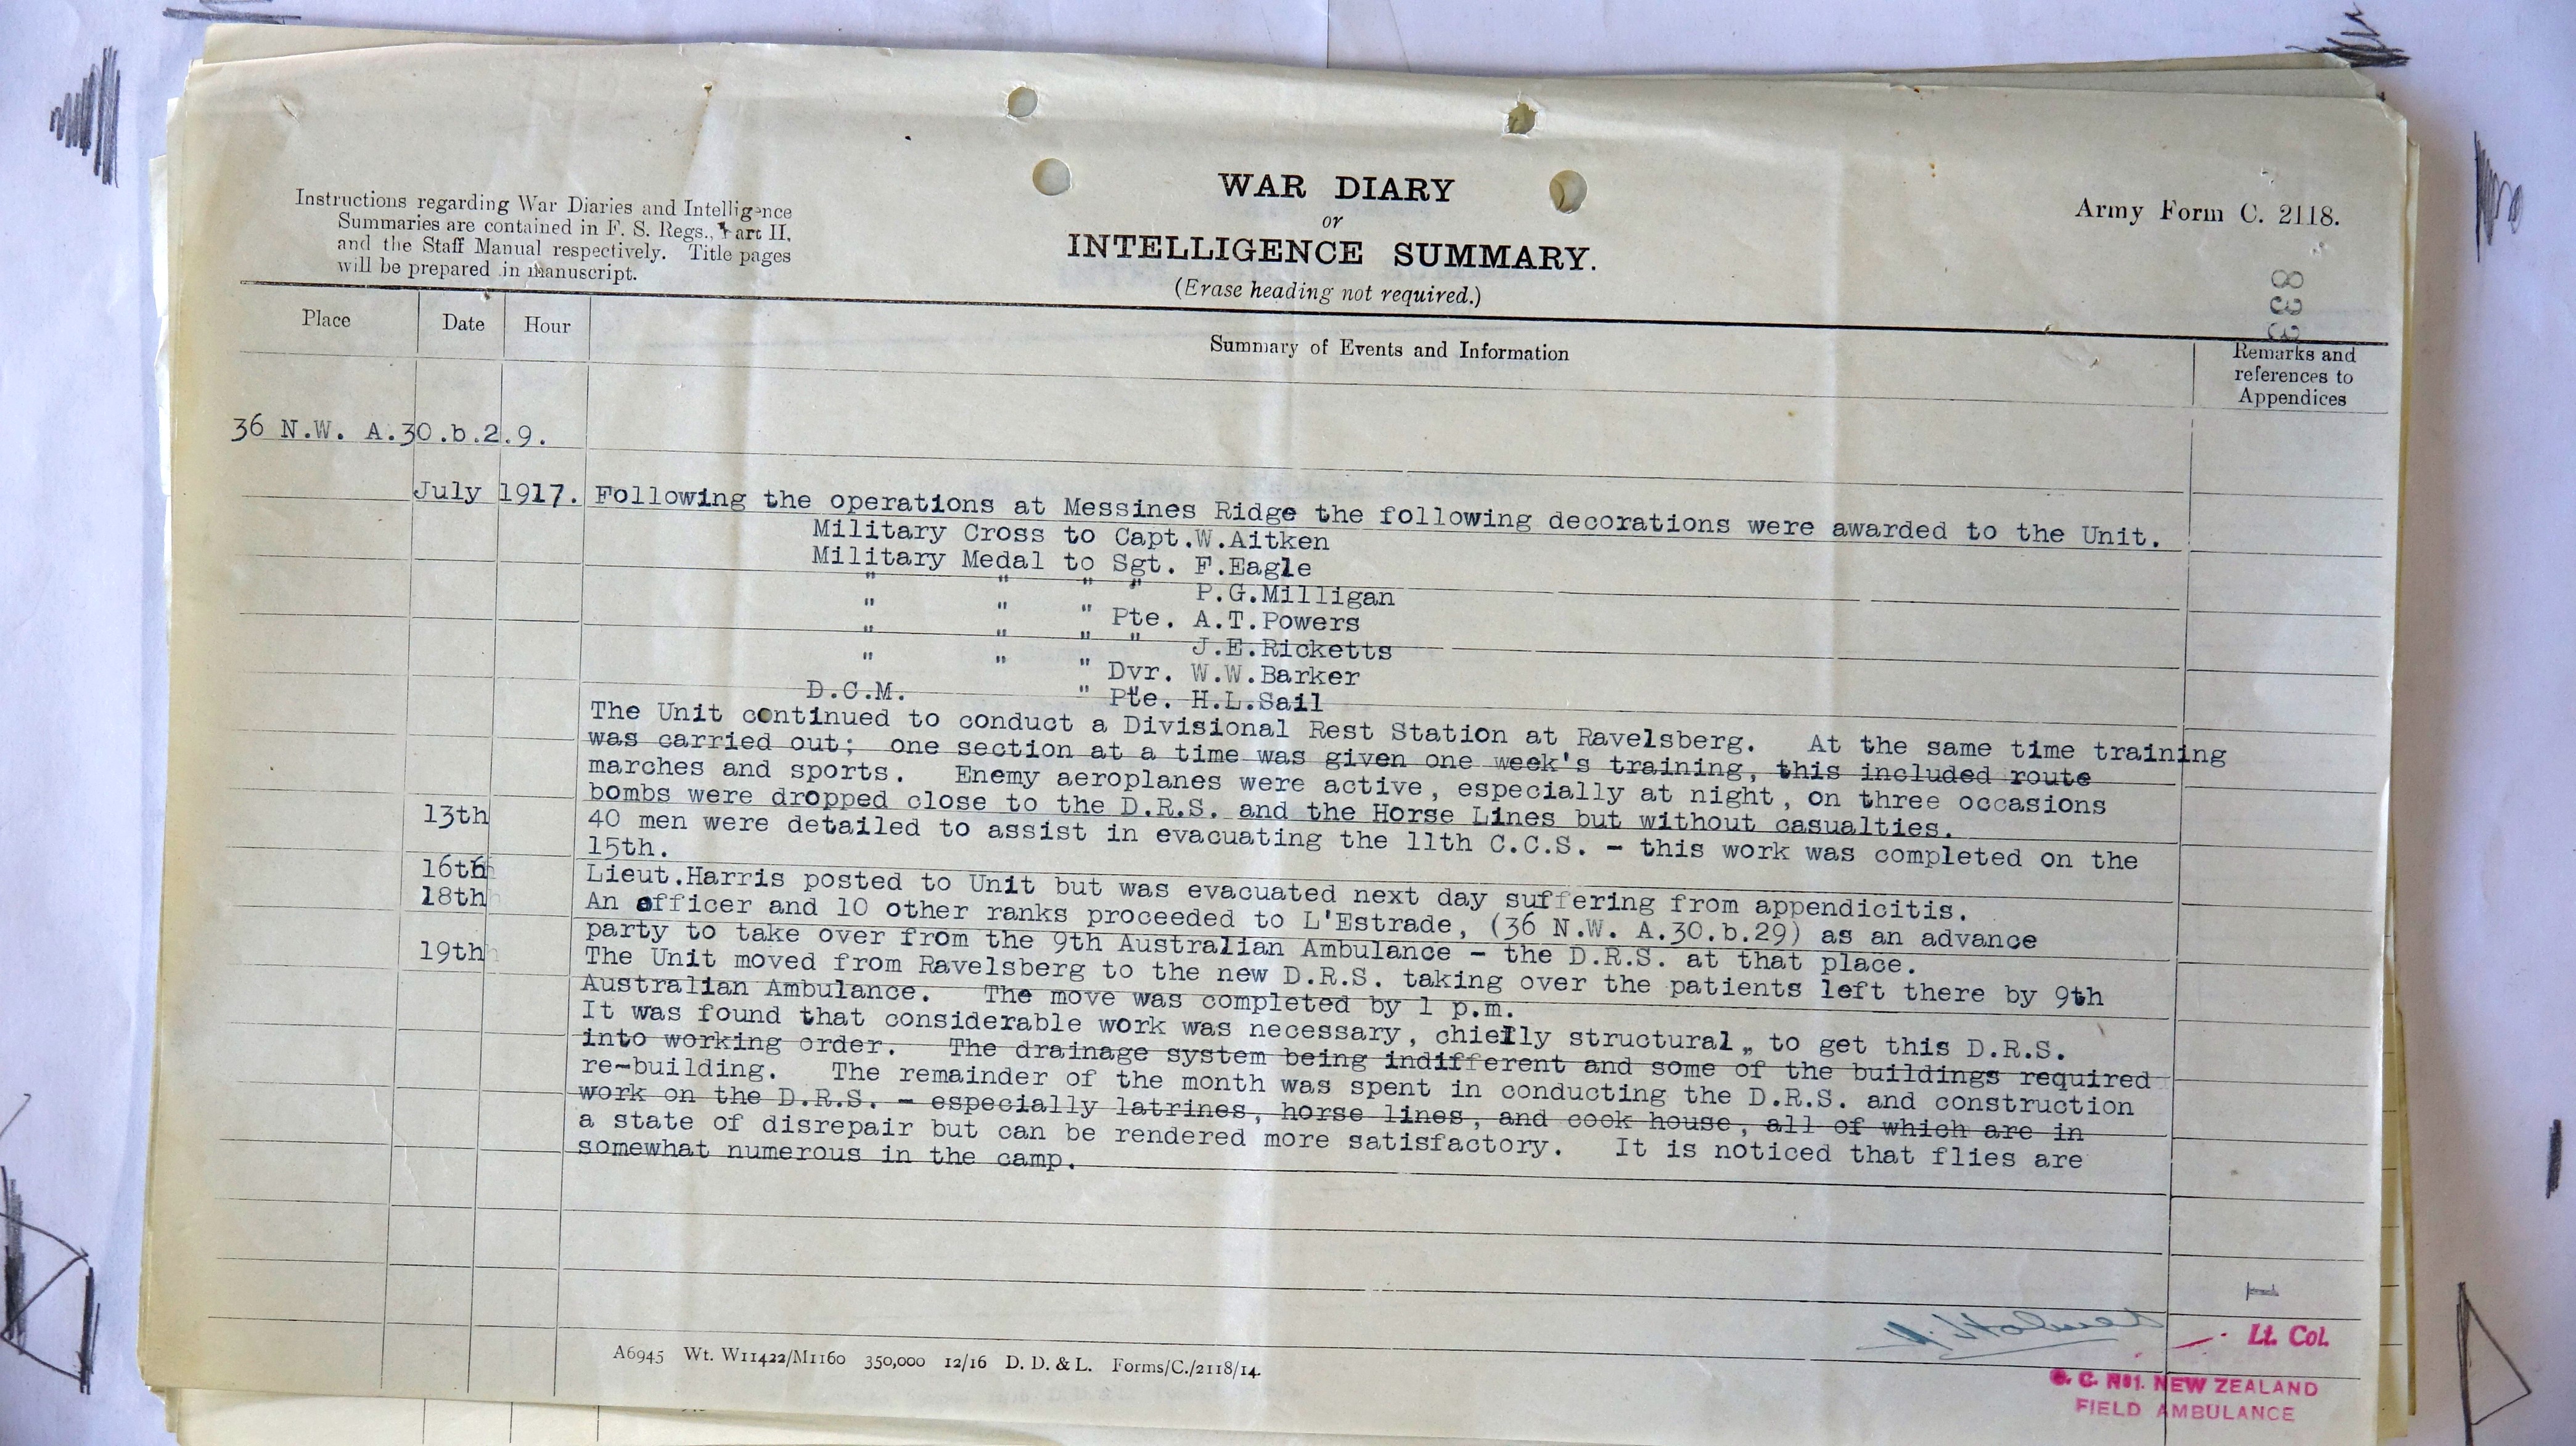 Instructions regarding War Diaries and Intelligence
Summaries are contained in F. S. Regs., Part II,
and the Staff Manual respectively. Title pages
will be prepared in manuscript.
WAR DIARY
or
INTELLIGENCE SUMMARY.
(Erase heading not required.)
Army Form C. 2118.
338
Place
Date
Hour
Summary of Events and Information
Remarks and
references to
Appendices
36 N.W. A.30.b.2.9.
July 1917. Following the operations at Messines Ridge the following decorations were awarded to the Unit.
Military Cross to Capt.W.Aitken
Military Medal to Sgt. F.Eagle
" " " " P.G.Milligan
" " " Pte. A.T.Powers
" " " " J.E.Ricketts
" " " Dvr. W.W.Barker
D.C.M. " Pte. H.L.Sail
The Unit continued to conduct a Divisional Rest Station at Ravelsberg. At the same time training
was carried out; one section at a time was given one week's training, this included route
marches and sports. Enemy aeroplanes were active, especially at night, on three occasions
bombs were dropped close to the D.R.S. and the Horse Lines but without casualties.
13th 40 men were detailed to assist in evacuating the 11th C.C.S. - this work was completed on the
15th.
16th Lieut.Harris posted to Unit but was evacuated next day suffering from appendicitis.
18th An officer and 10 other ranks proceeded to L'Estrade, (36 N.W. A.30.b.29) as an advance
party to take over from the 9th Australian Ambulance - the D.R.S. at that place.
19th The Unit moved from Ravelsberg to the new D.R.S. taking over the patients left there by 9th
Australian Ambulance. The move was completed by 1 p.m.
It was found that considerable work was necessary, chiefly structural, to get this D.R.S.
into working order. The drainage system being indifferent and some of the buildings required
re-building. The remainder of the month was spent in conducting the D.R.S. and construction
work on the D.R.S. - especially latrines, horse lines, and cook house, all of which are in
a state of disrepair but can be rendered more satisfactory. It is noticed that flies are
somewhat numerous in the camp.
1
Lt. Col.
O. C. No1. NEW ZEALAND
FIELD AMBULANCE
A6945 Wt. W11422/M1160 350,000 12/16 D. D. & L. Forms/C./2118/14.